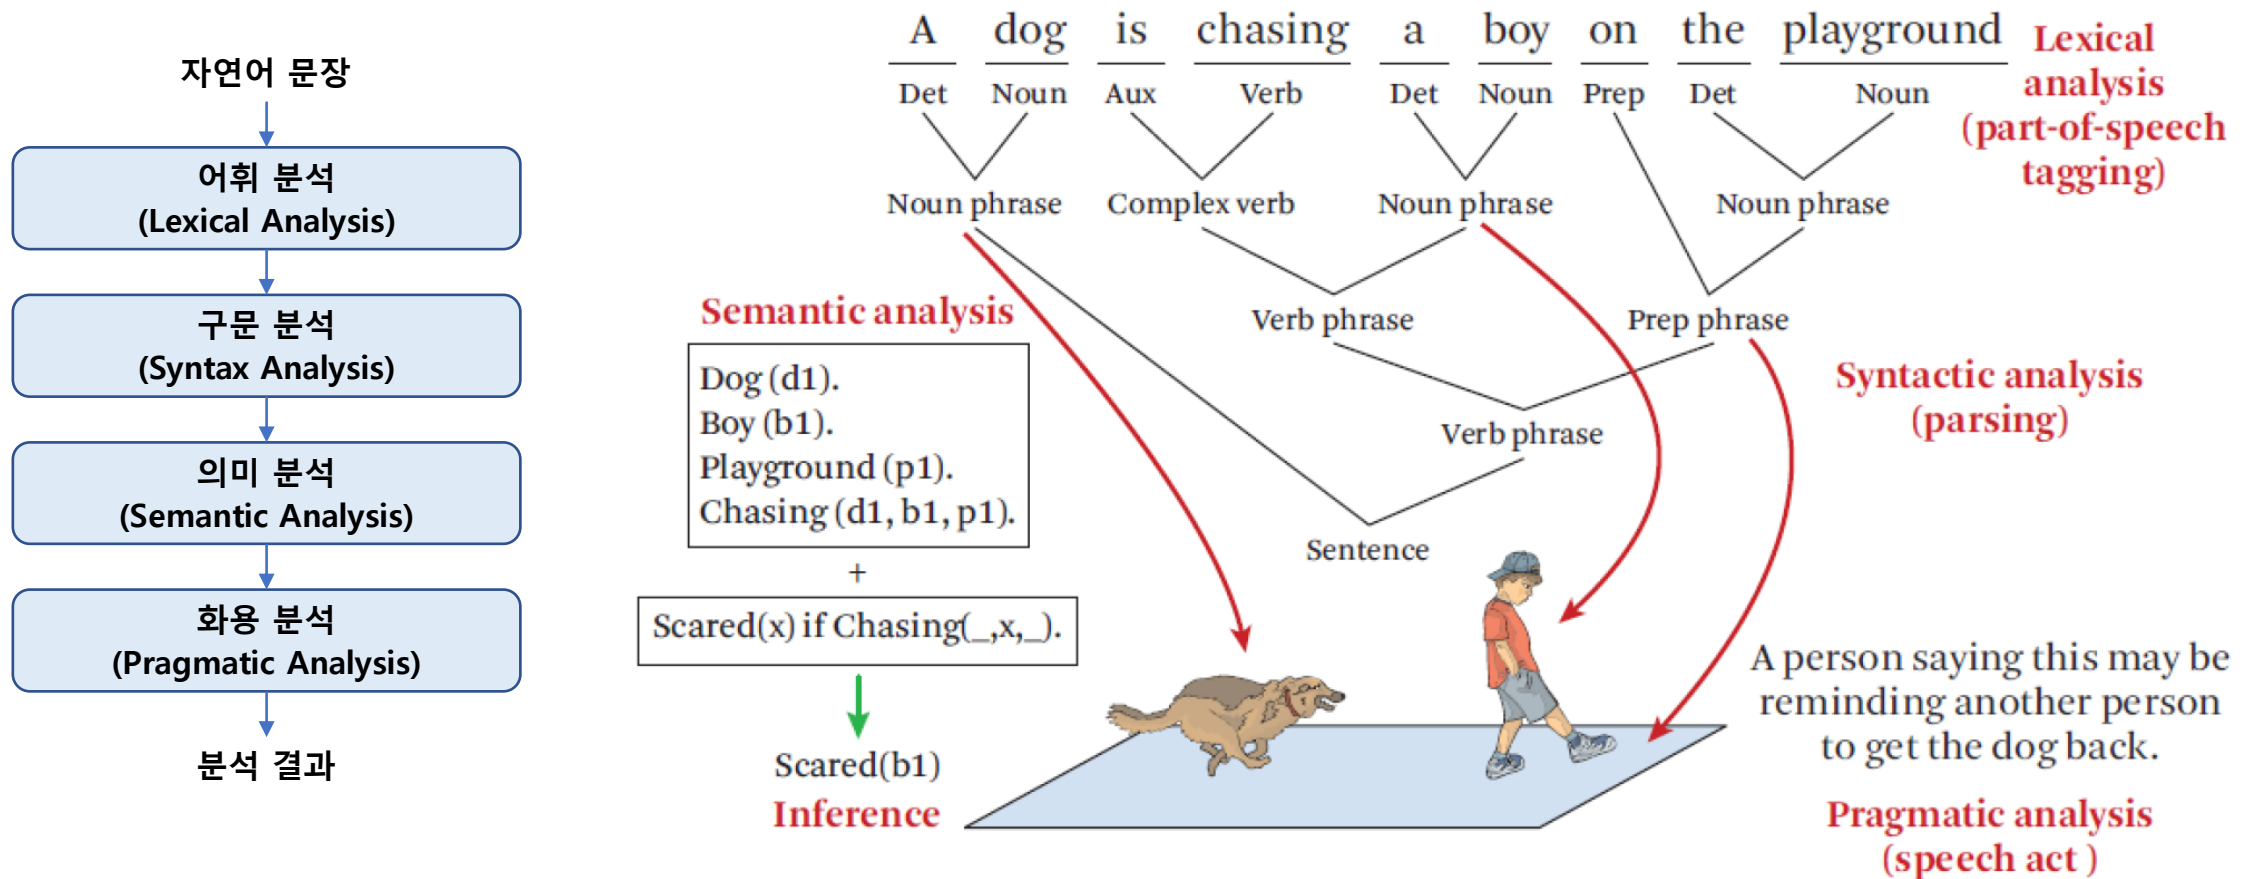 자연어 문장
어휘 분석
(Lexical Analysis)
구문 분석
(Syntax Analysis)
의미 분석
(Semantic Analysis)
화용 분석
(Pragmatic Analysis)
분석 결과
A dog is chasing a boy on the playground
Det Noun Aux Verb Det Noun Prep Det Noun
Lexical
analysis
(part-of-speech
tagging)
Noun phrase Complex verb Noun phrase Noun phrase
Verb phrase Prep phrase
Verb phrase
Sentence
Syntactic analysis
(parsing)
Semantic analysis
Dog (d1).
Boy (b1).
Playground (p1).
Chasing (d1, b1, p1).
+
Scared(x) if Chasing(_,x,_).
Scared(b1)
Inference
A person saying this may be
reminding another person
to get the dog back.
Pragmatic analysis
(speech act )